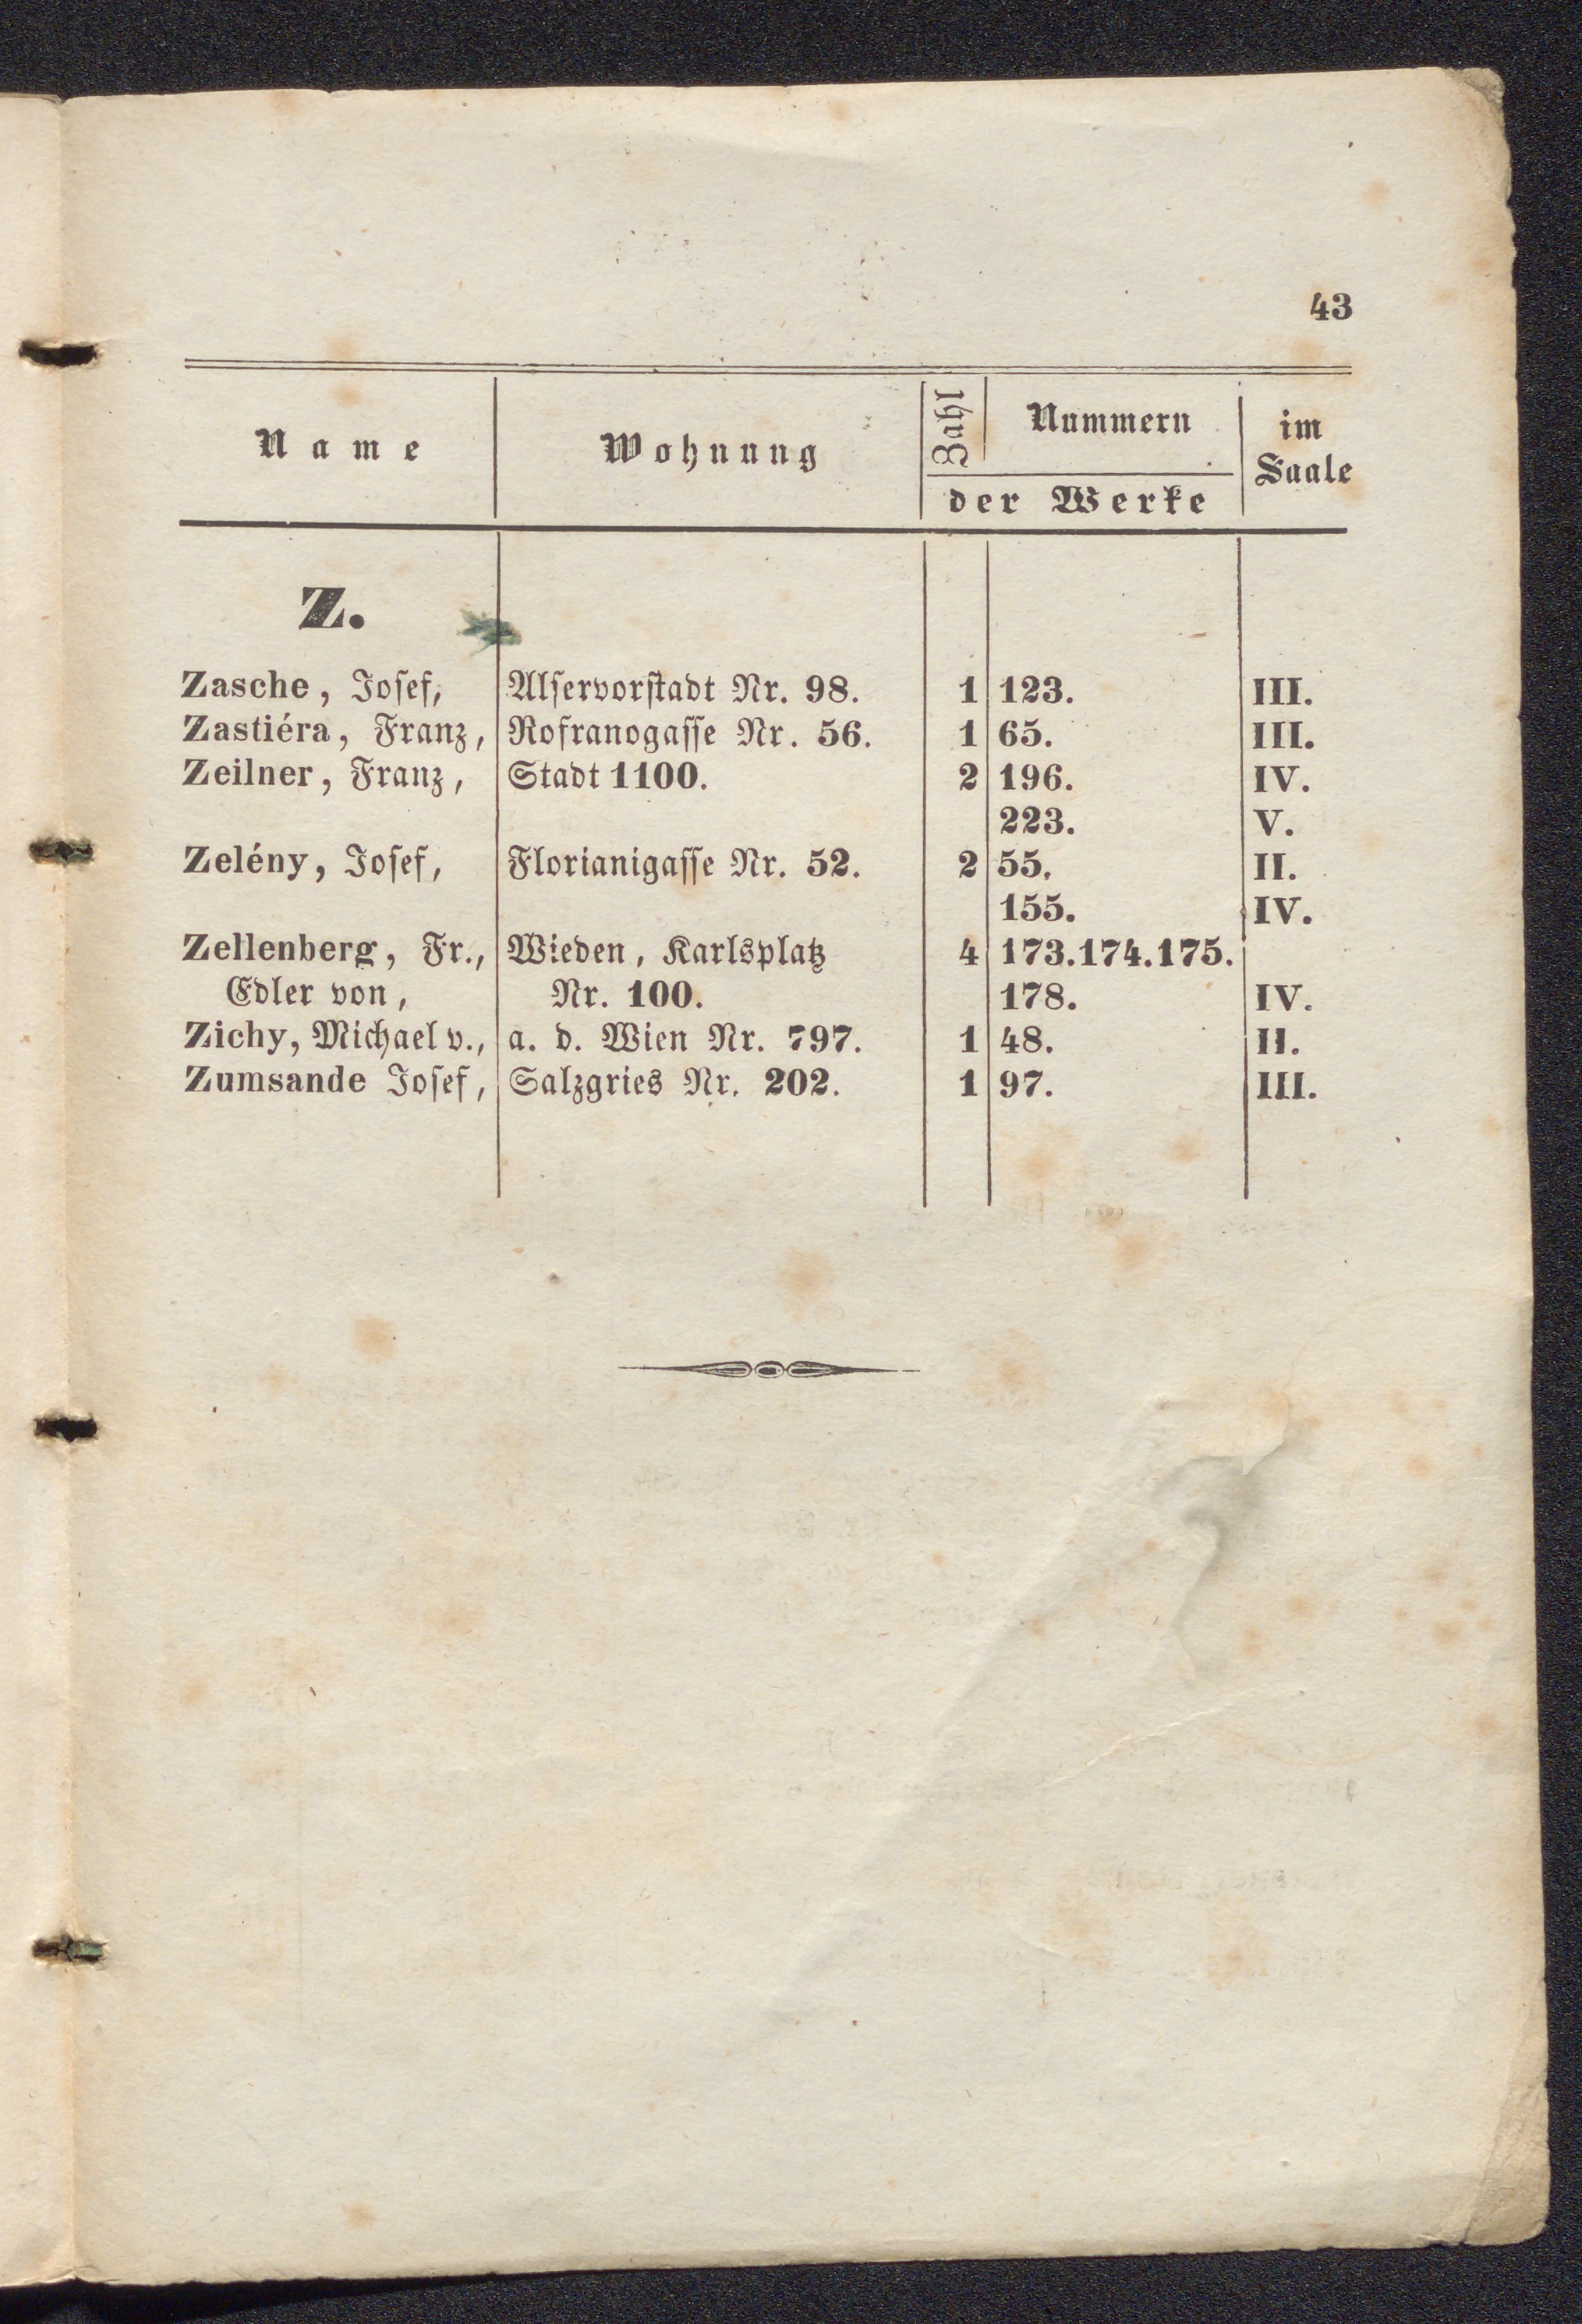 43
Name | Wohnung | Zahl | Nummern | im Saale
der Werke
Z.
Zasche, Josef, | Alservorstadt Nr. 98. | 1 | 123. | III.
Zastiéra, Franz, | Rofranogasse Nr. 56. | 1 | 65. | III.
Zeilner, Franz, | Stadt 1100. | 2 | 196. | IV.
223. | V.
Zelény, Josef, | Florianigasse Nr. 52. | 2 | 55. | II.
155. | IV.
Zellenberg, Fr., | Wieden, Karlsplatz | 4 | 173.174.175.
Edler von, | Nr. 100. | 178. | IV.
Zichy, Michael v., | a. d. Wien Nr. 797. | 1 | 48. | II.
Zumsande Josef, | Salzgries Nr. 202. | 1 | 97. | III.